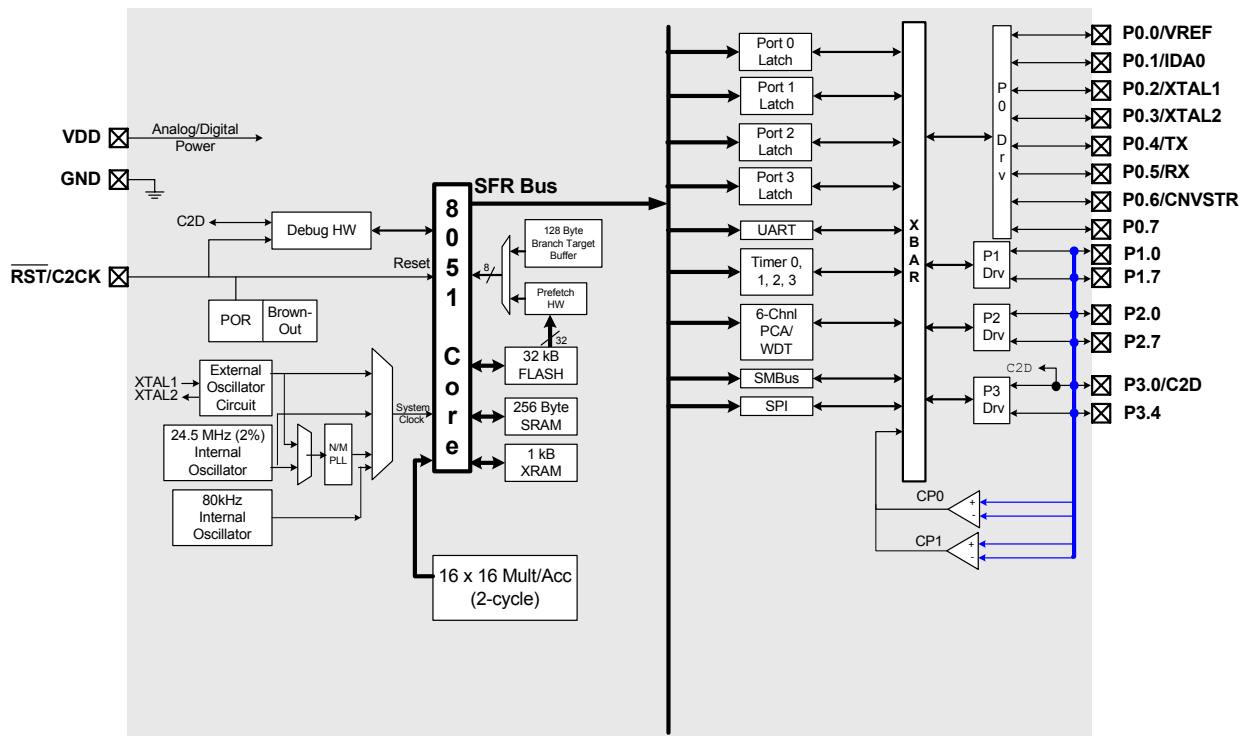 VDD
Analog/Digital
Power
GND
C2D
Debug HW
RST/C2CK
Reset
POR
Brown-
Out
XTAL1
XTAL2
External
Oscillator
Circuit
24.5 MHz (2%)
Internal
Oscillator
N/M
PLL
80kHz
Internal
Oscillator
System
Clock
8051 Core
SFR Bus
128 Byte
Branch Target
Buffer
8
Prefetch
HW
32
32 kB
FLASH
256 Byte
SRAM
1 kB
XRAM
16 x 16 Mult/Acc
(2-cycle)
Port 0
Latch
Port 1
Latch
Port 2
Latch
Port 3
Latch
UART
Timer 0,
1, 2, 3
6-Chnl
PCA/
WDT
SMBus
SPI
XBAR
P0 Drv
P1
Drv
P2
Drv
P3
Drv
C2D
CP0
+
-
CP1
+
-
P0.0/VREF
P0.1/IDA0
P0.2/XTAL1
P0.3/XTAL2
P0.4/TX
P0.5/RX
P0.6/CNVSTR
P0.7
P1.0
P1.7
P2.0
P2.7
P3.0/C2D
P3.4